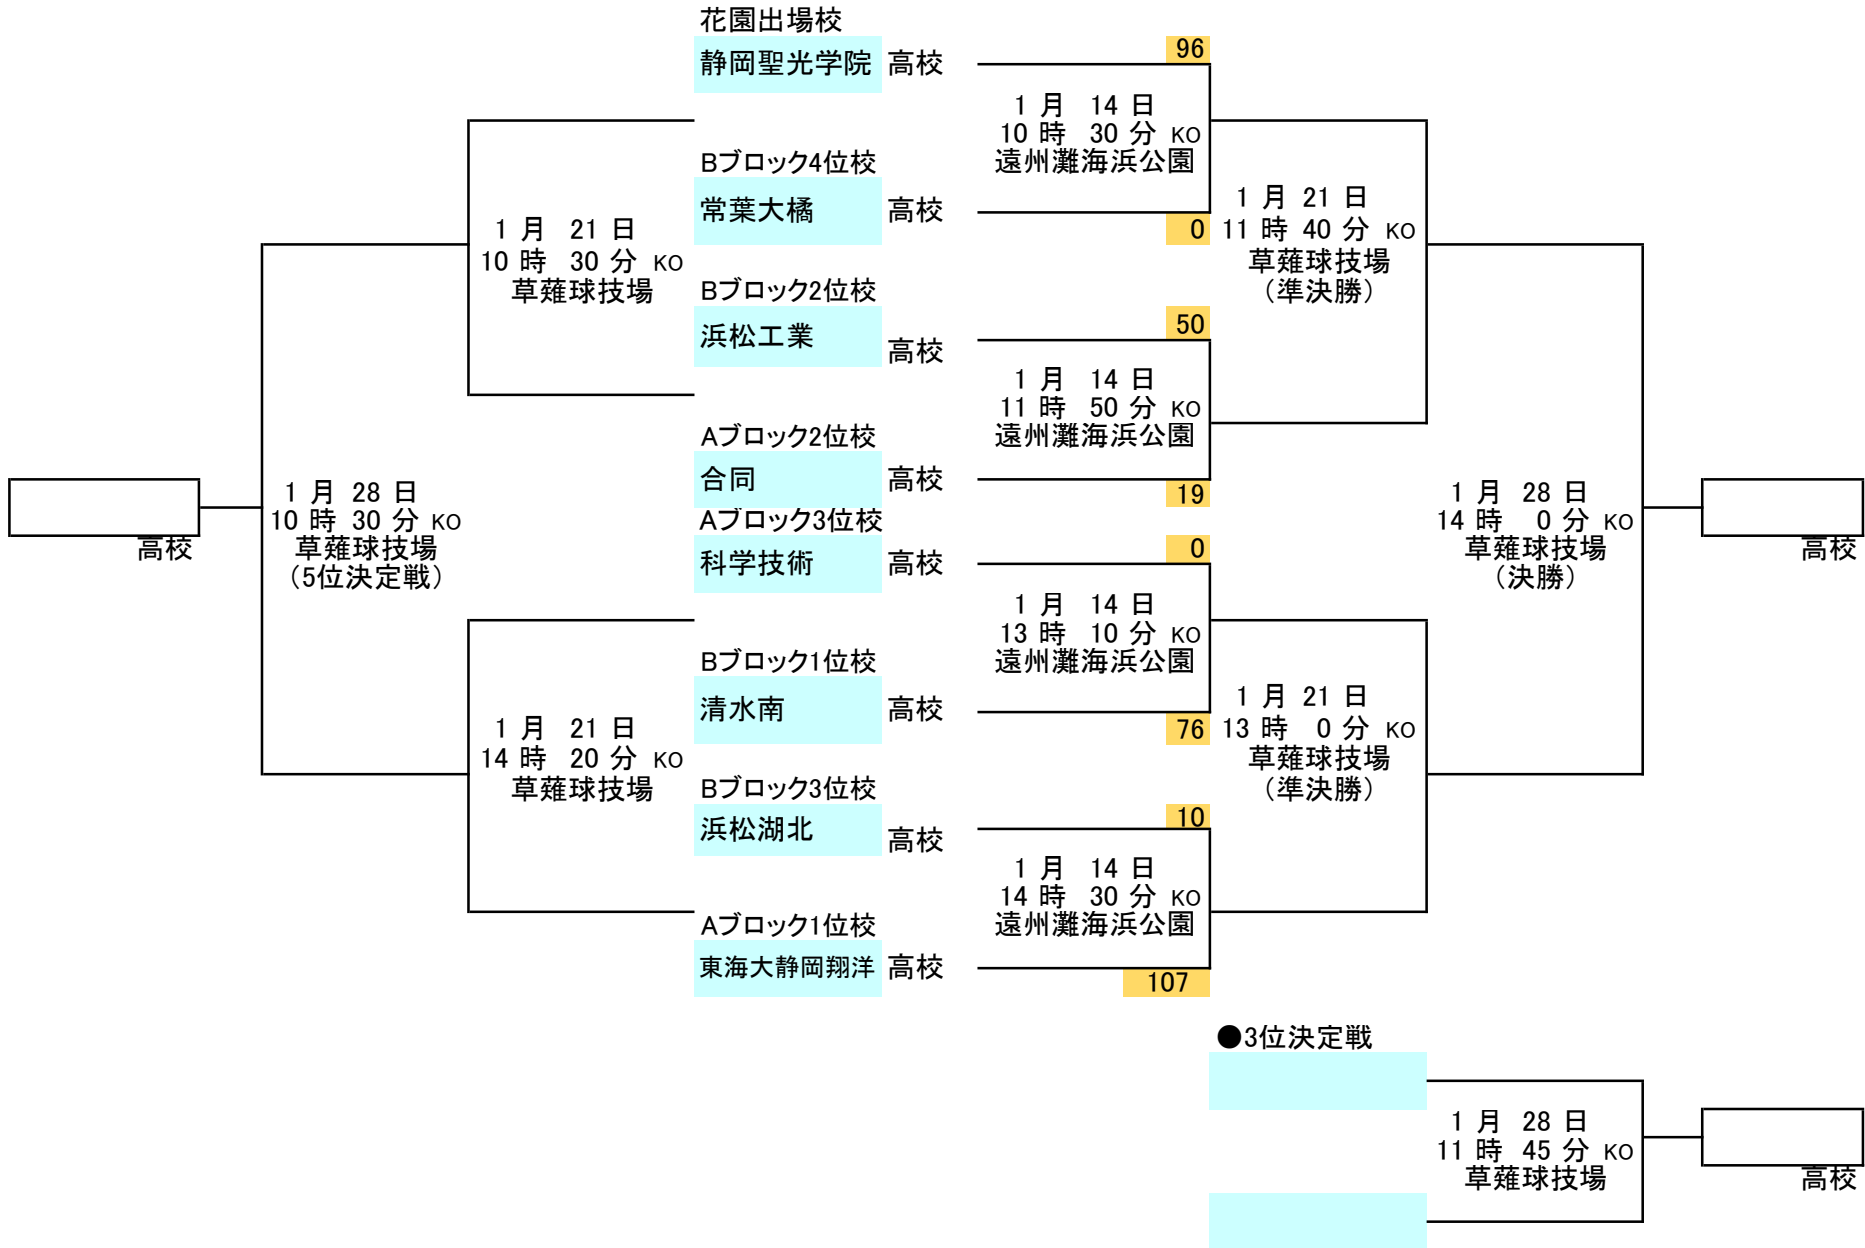 花園出場校
静岡聖光学院 高校
96
1 月 14 日
10 時 30 分 KO
遠州灘海浜公園
Bブロック4位校
常葉大橘 高校
0
Bブロック2位校
浜松工業 高校
50
1 月 14 日
11 時 50 分 KO
遠州灘海浜公園
Aブロック2位校
合同 高校
19
Aブロック3位校
科学技術 高校
0
1 月 14 日
13 時 10 分 KO
遠州灘海浜公園
Bブロック1位校
清水南 高校
76
Bブロック3位校
浜松湖北 高校
10
1 月 14 日
14 時 30 分 KO
遠州灘海浜公園
Aブロック1位校
東海大静岡翔洋 高校
107
1 月 21 日
10 時 30 分 KO
草薙球技場
1 月 21 日
14 時 20 分 KO
草薙球技場
1 月 28 日
10 時 30 分 KO
草薙球技場
（5位決定戦）
高校
1 月 21 日
11 時 40 分 KO
草薙球技場
（準決勝）
1 月 21 日
13 時 0 分 KO
草薙球技場
（準決勝）
1 月 28 日
14 時 0 分 KO
草薙球技場
（決勝）
高校
●3位決定戦
1 月 28 日
11 時 45 分 KO
草薙球技場
高校